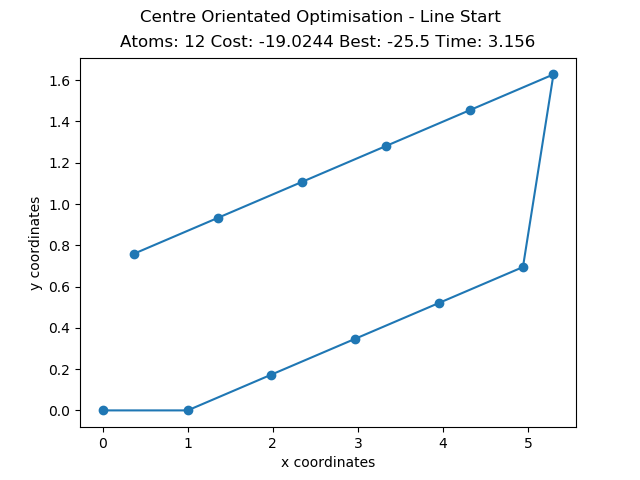 Centre Orientated Optimisation - Line Start
Atoms: 12 Cost: -19.0244 Best: -25.5 Time: 3.156
1.6
1.4
1.2
1.0
0.8
0.6
0.4
0.2
0.0
y coordinates
0 1 2 3 4 5
x coordinates